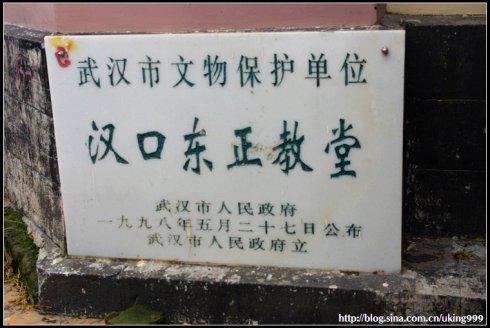 武汉市文物保护单位
汉口东正教堂
武汉市人民政府
一九九八年五月二十七日公布
武汉市人民政府立
http://blog.sina.com.cn/uking999